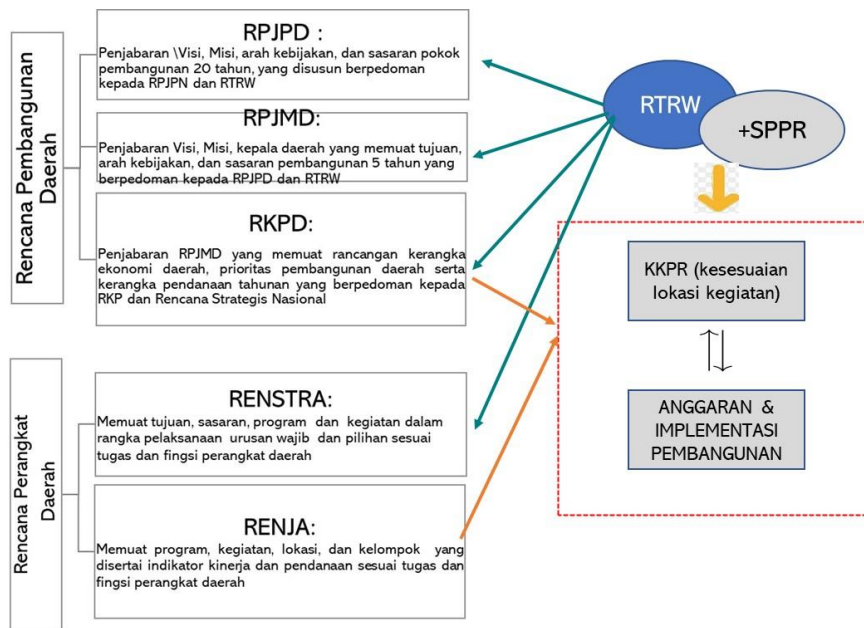 Rencana Pembangunan
Daerah
RPJPD :
Penjabaran \Visi, Misi, arah kebijakan, dan sasaran pokok
pembangunan 20 tahun, yang disusun berpedoman
kepada RPJPN dan RTRW
RPJMD:
Penjabaran Visi, Misi, kepala daerah yang memuat tujuan,
arah kebijakan, dan sasaran pembangunan 5 tahun yang
berpedoman kepada RPJPD dan RTRW
RKPD:
Penjabaran RPJMD yang memuat rancangan kerangka
ekonomi daerah, prioritas pembangunan daerah serta
kerangka pendanaan tahunan yang berpedoman kepada
RKP dan Rencana Strategis Nasional
Rencana Perangkat
Daerah
RENSTRA:
Memuat tujuan, sasaran, program dan kegiatan dalam
rangka pelaksanaan urusan wajib dan pilihan sesuai
tugas dan fingsi perangkat daerah
RENJA:
Memuat program, kegiatan, lokasi, dan kelompok yang
disertai indikator kinerja dan pendanaan sesuai tugas dan
fingsi perangkat daerah
RTRW
+SPPR
KKPR (kesesuaian
lokasi kegiatan)
ANGGARAN &
IMPLEMENTASI
PEMBANGUNAN